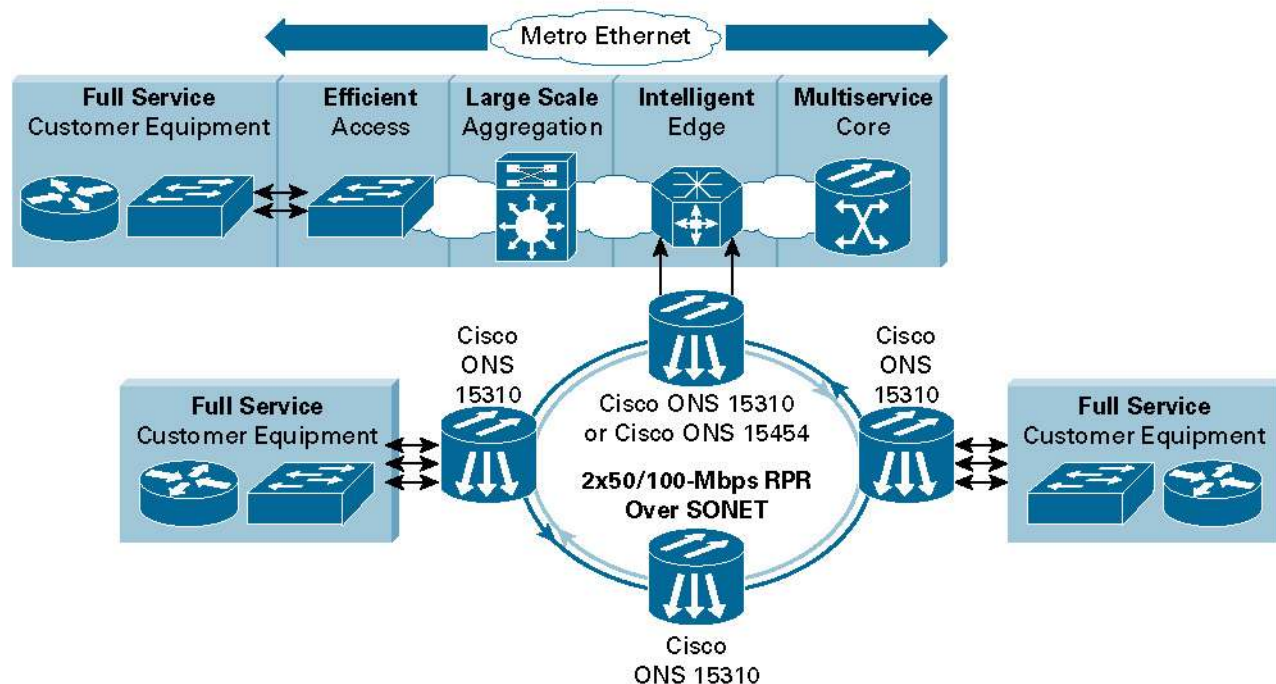 Metro Ethernet
Full Service
Customer Equipment
Efficient
Access
Large Scale
Aggregation
Intelligent
Edge
Multiservice
Core
Cisco
ONS
15310
Cisco
ONS
15310
Full Service
Customer Equipment
Cisco ONS 15310
or Cisco ONS 15454
Full Service
Customer Equipment
2x50/100-Mbps RPR
Over SONET
Cisco
ONS 15310